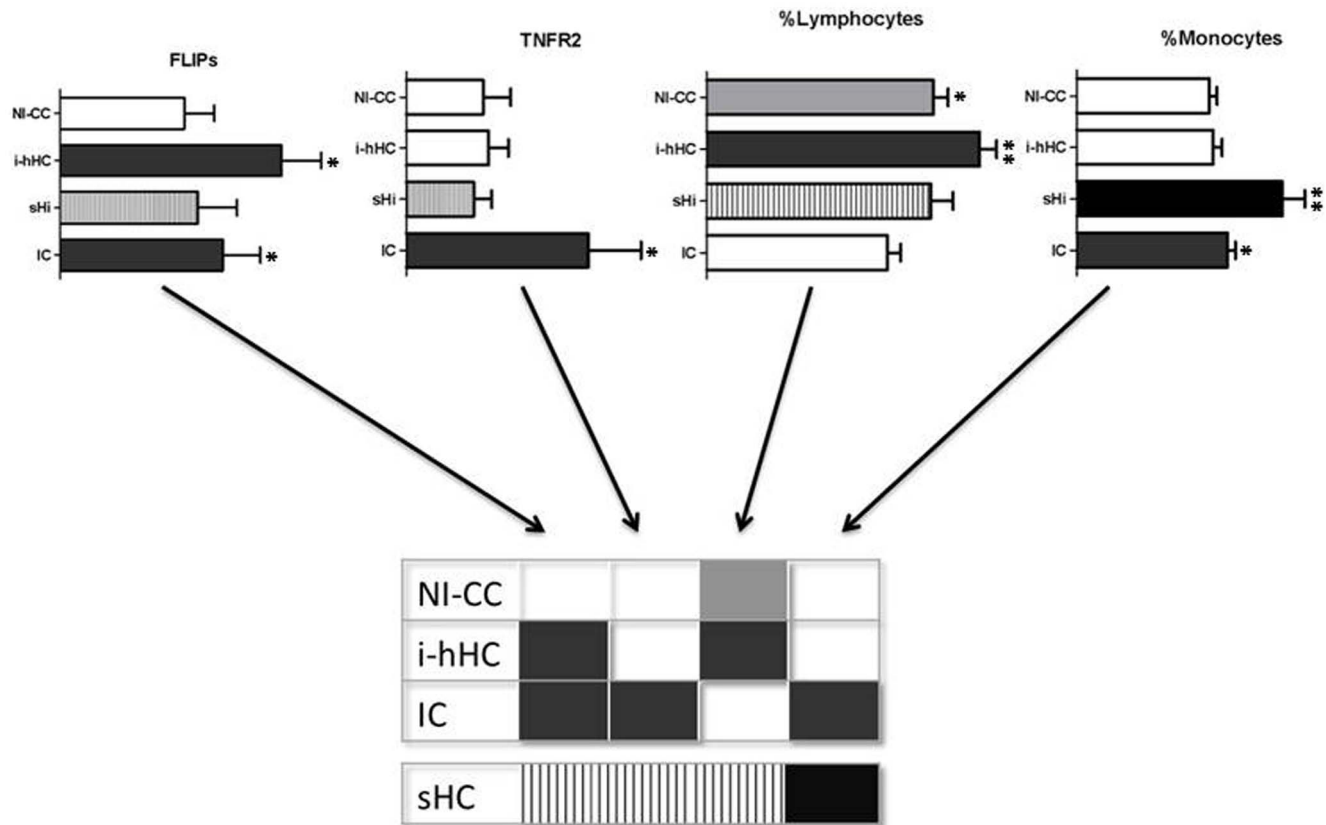 FLIPs
NI-CC
i-hHC
*
sHi
IC
*
TNFR2
NI-CC
i-hHC
sHi
IC
*
%Lymphocytes
NI-CC
*
i-hHC
**
sHi
IC
%Monocytes
NI-CC
i-hHC
sHi
**
IC
*
NI-CC
i-hHC
IC
sHC